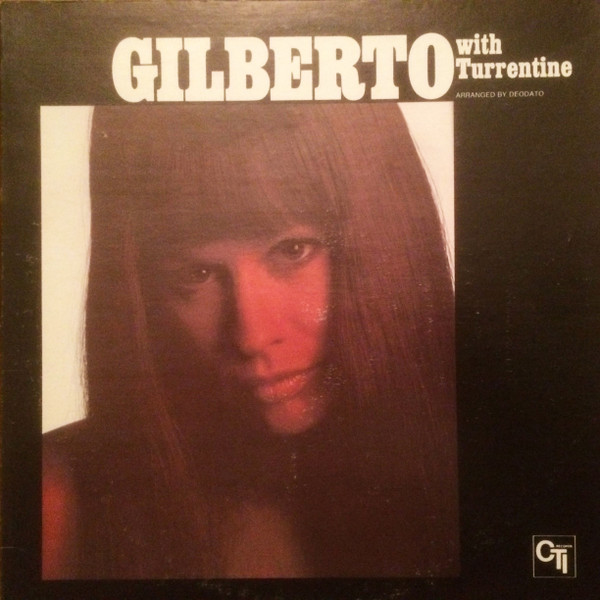 GILBERTO
with
Turrentine
ARRANGED BY DEODATO
CTI